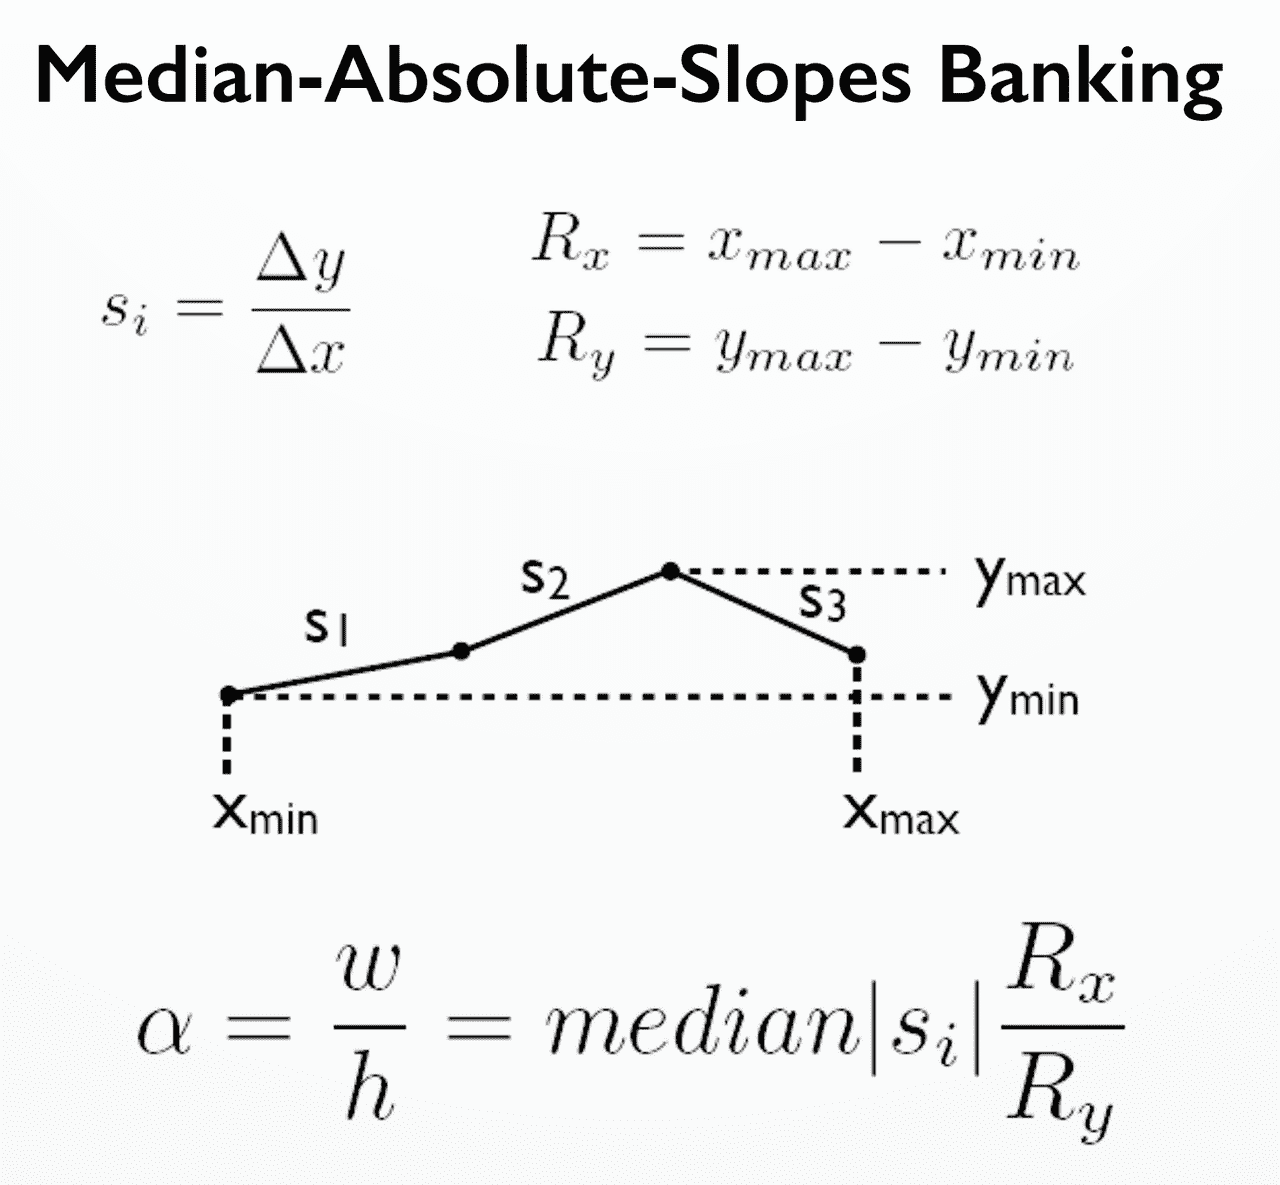 Median-Absolute-Slopes Banking
s_i = Δy / Δx
R_x = x_max − x_min
R_y = y_max − y_min
s1
s2
s3
ymax
ymin
xmin
xmax
α = w / h = median|s_i| R_x / R_y